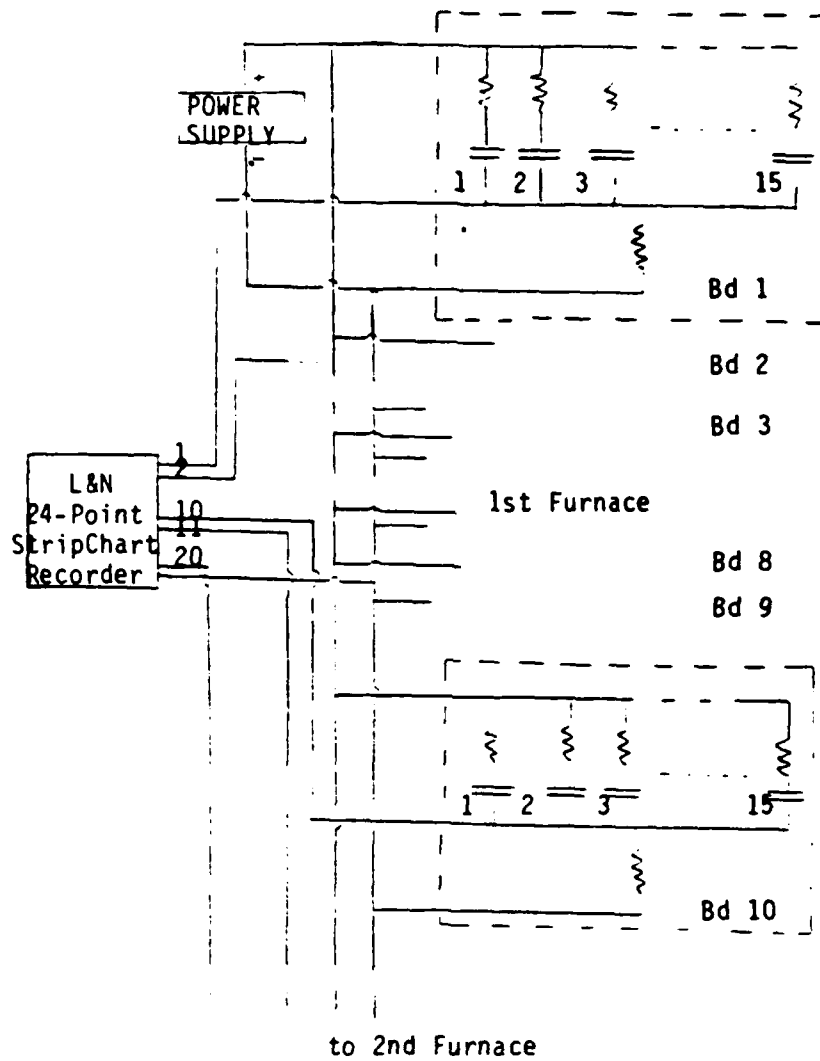 +
POWER
SUPPLY
-
1 2 3 15
Bd 1
Bd 2
Bd 3
1
2
L&N
24-Point
StripChart
Recorder
10
11
20
1st Furnace
Bd 8
Bd 9
1 2 3 15
Bd 10
to 2nd Furnace